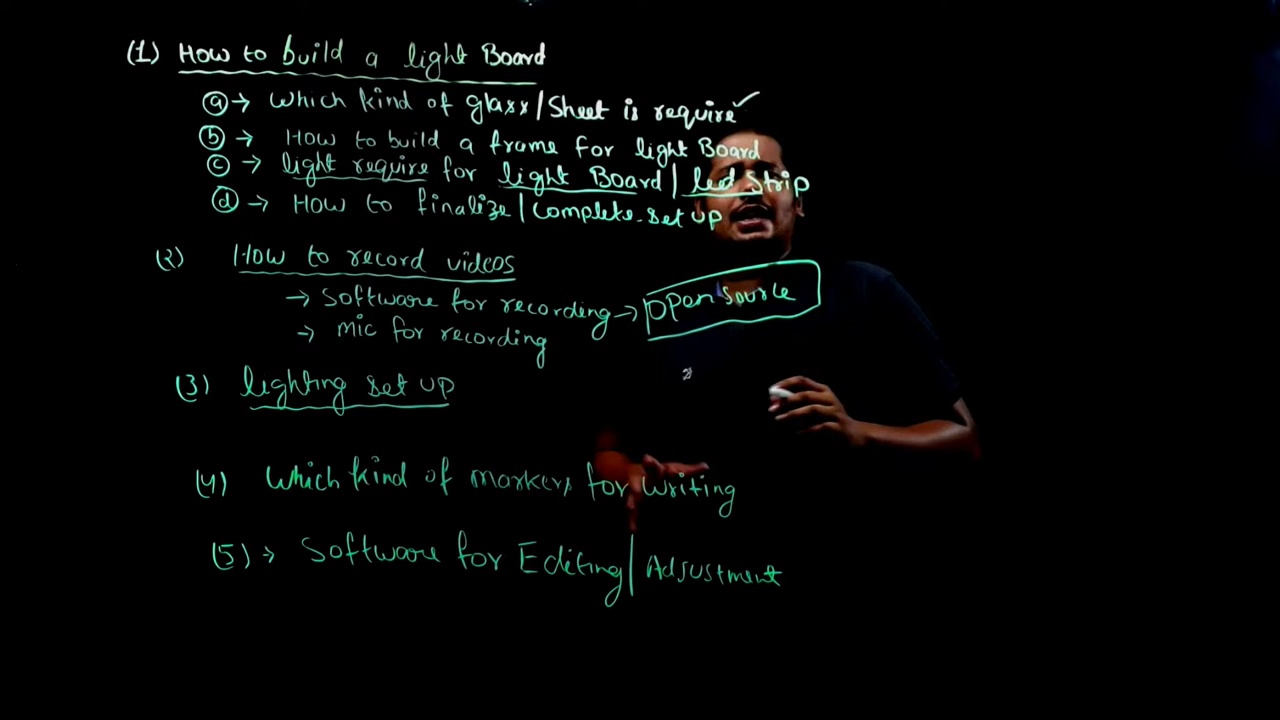 (1) How to build a light Board
(a) → Which kind of glass/Sheet is require ✓
(b) → How to build a frame for light Board
(c) → light require for light Board | led Strip
(d) → How to finalize | Complete set up
(2) How to record videos
→ Software for recording → Open Source
→ Mic for recording
(3) lighting set up
(4) Which kind of markers for writing
(5) → Software for Editing | Adjustment